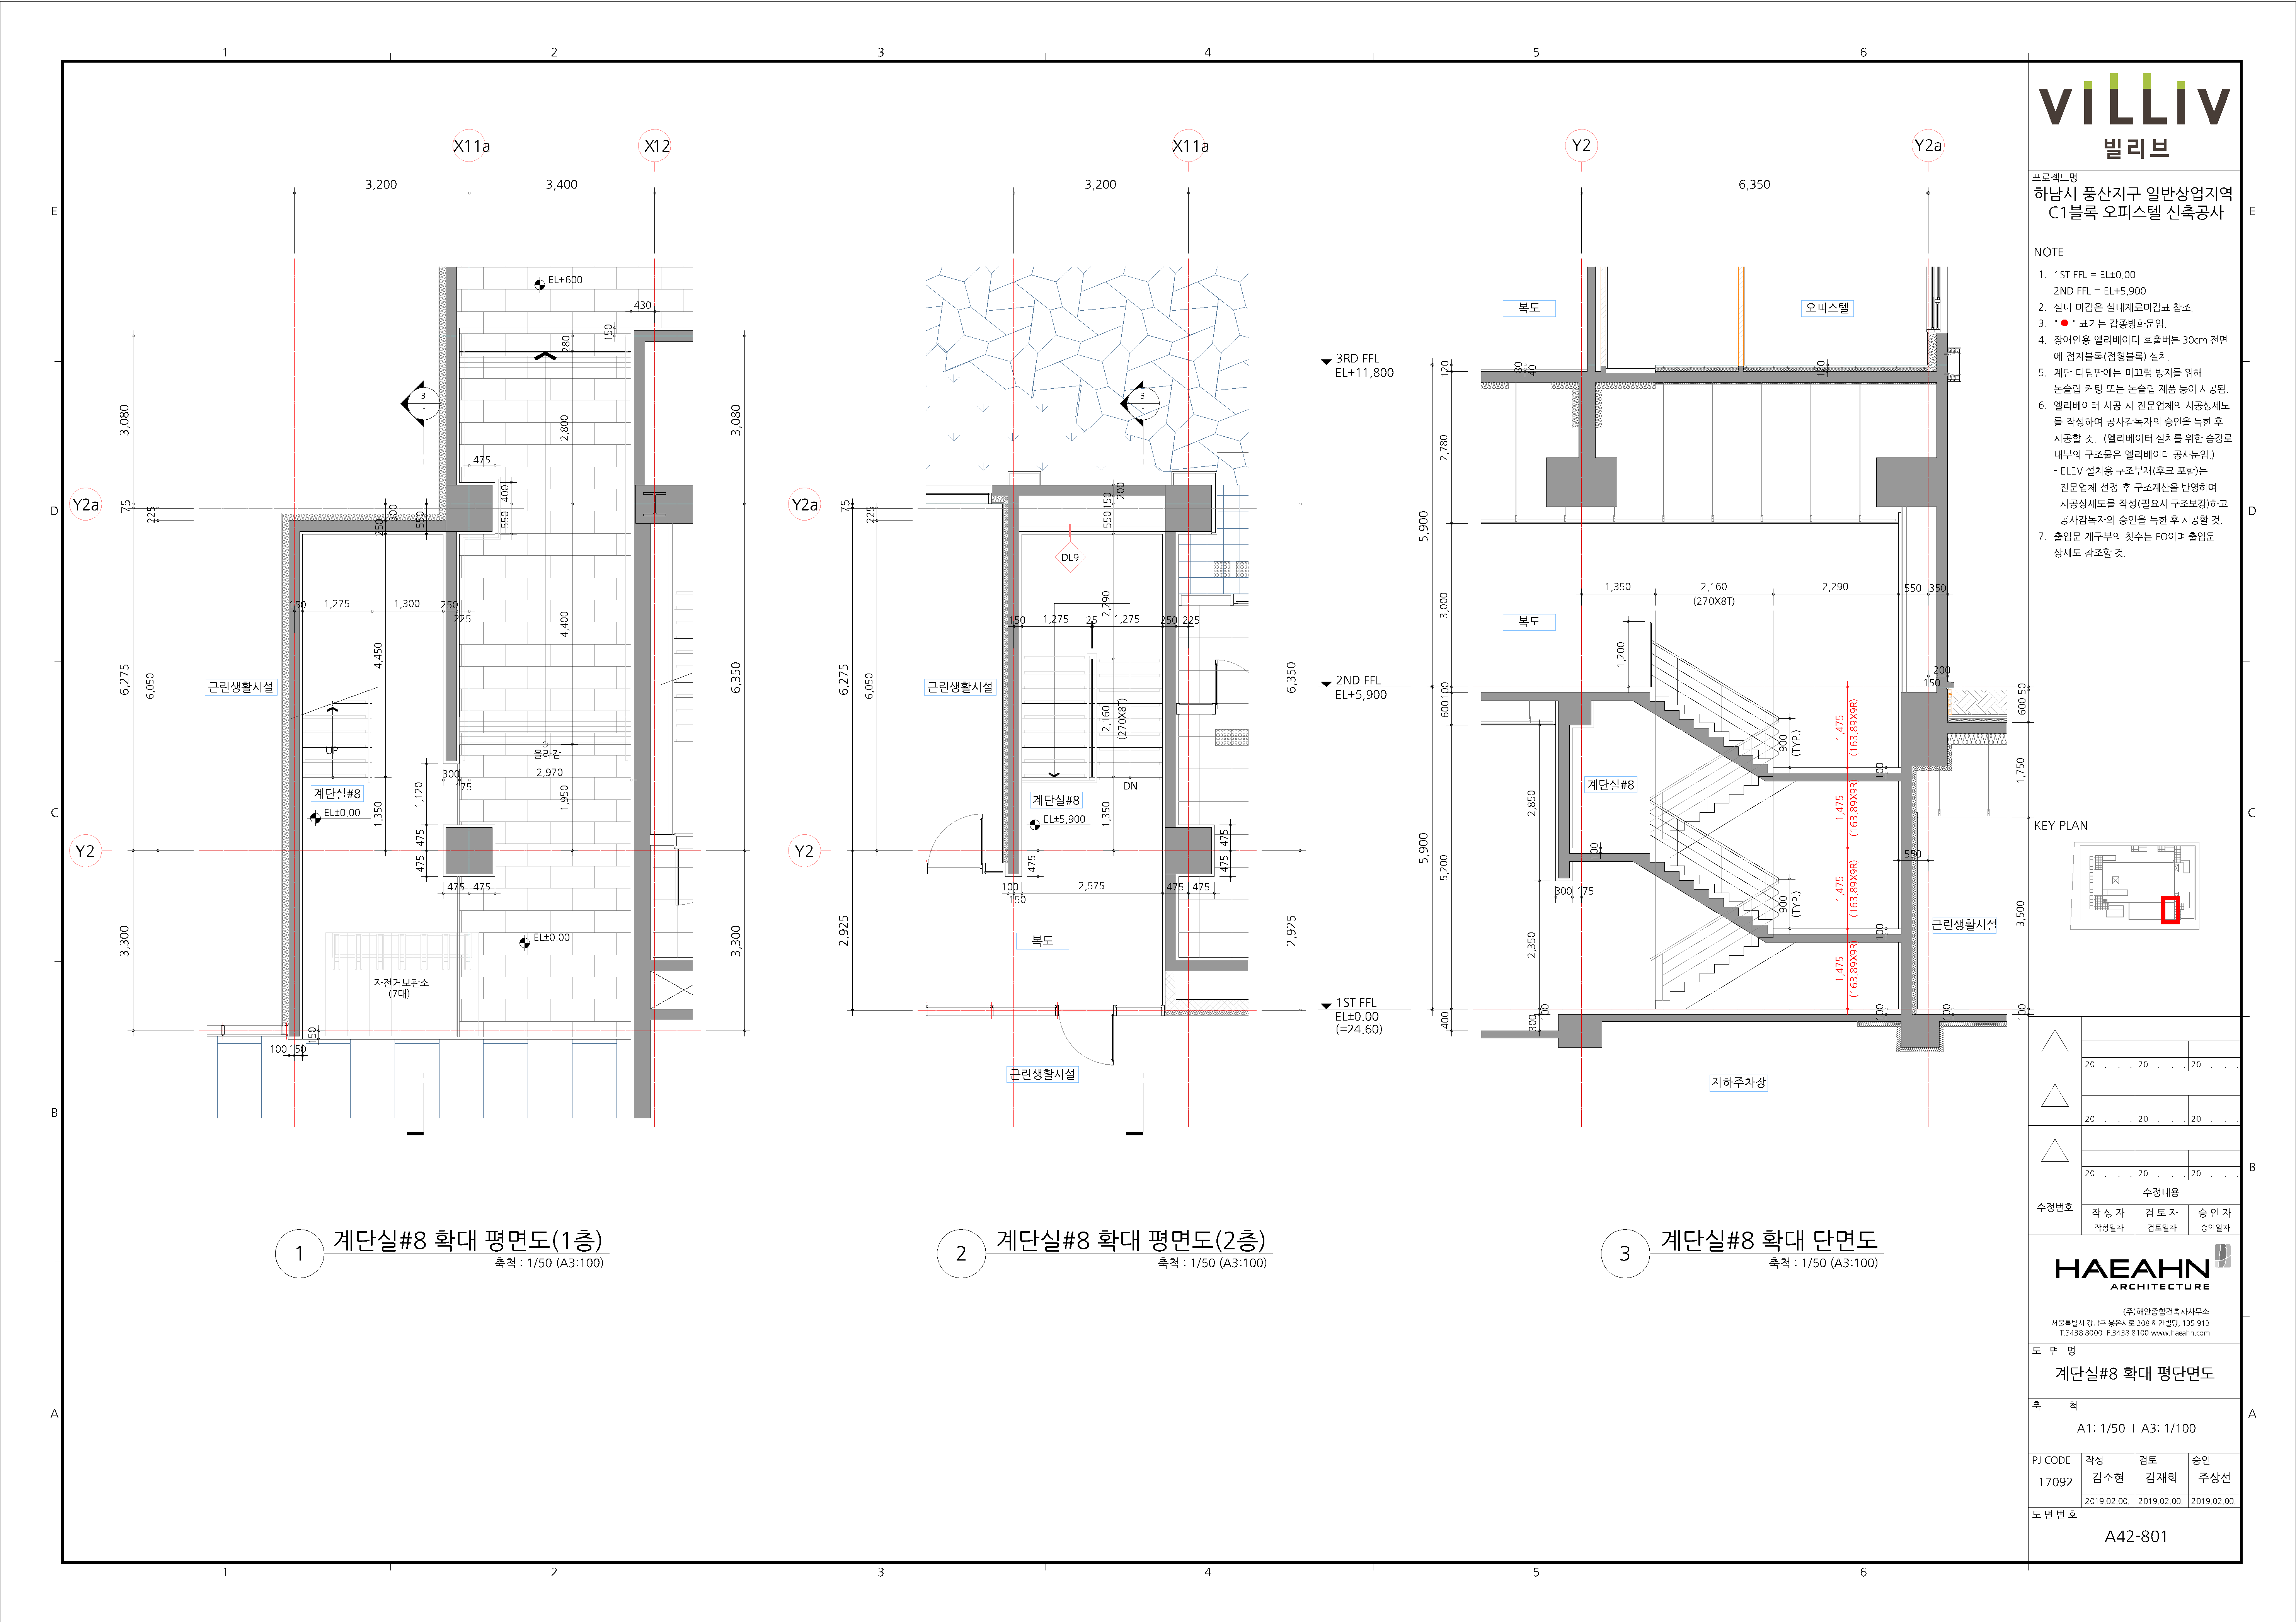 1
2
3
4
5
6
E
D
C
B
A
X11a
X12
3,200
3,400
EL+600
430
150
280
3,080
2,800
3,080
475
400
550
Y2a
75
225
250
300
550
150
1,275
1,300
250
225
4,400
4,450
6,275
6,050
6,350
근린생활시설
UP
올라감
300
175
2,970
계단실#8
EL±0.00
1,350
1,120
1,950
475
475
Y2
475
475
EL±0.00
3,300
3,300
자전거보관소
(7대)
100
150
150
1
계단실#8 확대 평면도(1층)
축척 : 1/50 (A3:100)
X11a
3,200
3
-
3
-
Y2a
75
225
150
200
550
DL9
2,290
150
1,275
25
1,275
250
225
6,275
6,050
6,350
근린생활시설
2,160
(270X8T)
DN
계단실#8
EL±5,900
1,350
Y2
475
475
475
100
150
2,575
475
475
2,925
2,925
복도
근린생활시설
2
계단실#8 확대 평면도(2층)
축척 : 1/50 (A3:100)
Y2
Y2a
6,350
복도
오피스텔
3RD FFL
EL+11,800
120
80
40
120
2,780
5,900
3,000
1,350
2,160
(270X8T)
2,290
550
350
복도
1,200
200
150
2ND FFL
EL+5,900
100
600
50
600
900
(TYP.)
1,475
(163.89X9R)
100
1,750
계단실#8
2,850
1,475
(163.89X9R)
5,900
5,200
100
550
300
175
900
(TYP.)
1,475
(163.89X9R)
근린생활시설
3,500
100
2,350
1,475
(163.89X9R)
1ST FFL
EL±0.00
(=24.60)
400
300
100
100
100
100
지하주차장
3
계단실#8 확대 단면도
축척 : 1/50 (A3:100)
VILLIV
빌리브
프로젝트명
하남시 풍산지구 일반상업지역
C1블록 오피스텔 신축공사
NOTE
1. 1ST FFL = EL±0.00
2ND FFL = EL+5,900
2. 실내 마감은 실내재료마감표 참조.
3. " ● " 표기는 갑종방화문임.
4. 장애인용 엘리베이터 호출버튼 30cm 전면
에 점자블록(점형블록) 설치.
5. 계단 디딤판에는 미끄럼 방지를 위해
논슬립 커팅 또는 논슬립 제품 등이 시공됨.
6. 엘리베이터 시공 시 전문업체의 시공상세도
를 작성하여 공사감독자의 승인을 득한 후
시공할 것. (엘리베이터 설치를 위한 승강로
내부의 구조물은 엘리베이터 공사분임.)
- ELEV 설치용 구조부재(후크 포함)는
전문업체 선정 후 구조계산을 반영하여
시공상세도를 작성(필요시 구조보강)하고
공사감독자의 승인을 득한 후 시공할 것.
7. 출입문 개구부의 칫수는 FO이며 출입문
상세도 참조할 것.
KEY PLAN
20 . . . 20 . . . 20 . . .
20 . . . 20 . . . 20 . . .
20 . . . 20 . . . 20 . . .
수정번호
수정내용
작 성 자 검 토 자 승 인 자
작성일자 검토일자 승인일자
HAEAHN
ARCHITECTURE
(주)해안종합건축사사무소
서울특별시 강남구 봉은사로 208 해안빌딩, 135-913
T.3438 8000 F.3438 8100 www.haeahn.com
도 면 명
계단실#8 확대 평단면도
축 척
A1: 1/50 I A3: 1/100
PJ CODE 작성 검토 승인
17092 김소현 김재희 주상선
2019.02.00. 2019.02.00. 2019.02.00.
도 면 번 호
A42-801
E
D
C
B
A
1
2
3
4
5
6